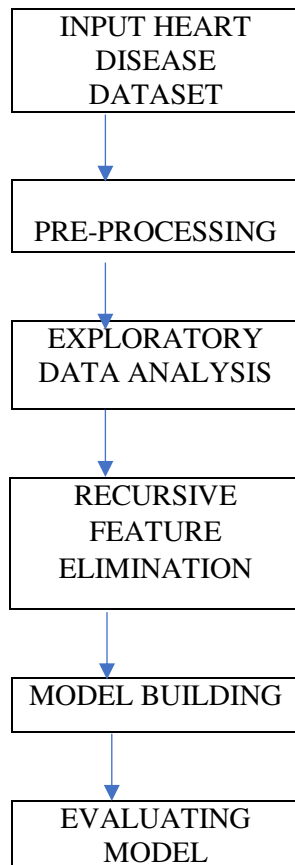 INPUT HEART
DISEASE
DATASET
PRE-PROCESSING
EXPLORATORY
DATA ANALYSIS
RECURSIVE
FEATURE
ELIMINATION
MODEL BUILDING
EVALUATING
MODEL